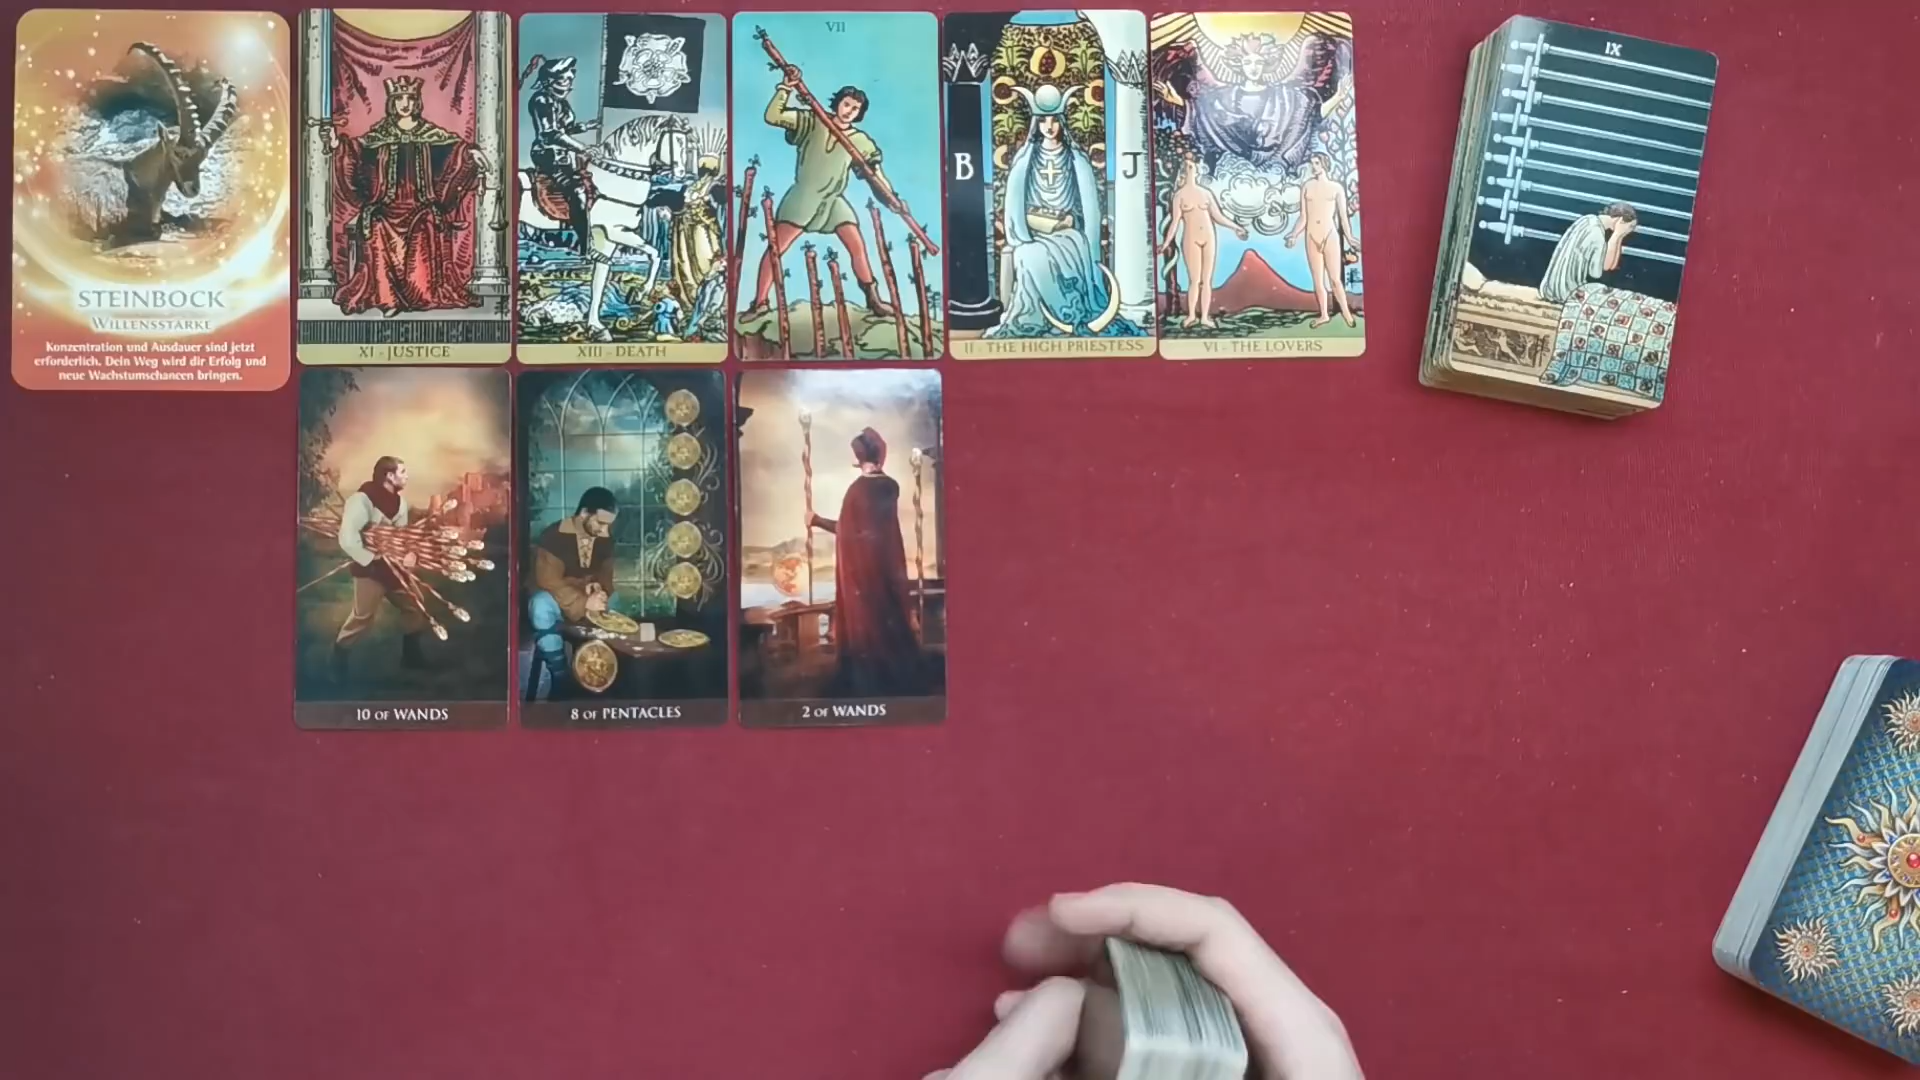 STEINBOCK
WILLENSSTÄRKE
Konzentration und Ausdauer sind jetzt
erforderlich. Dein Weg wird dir Erfolg und
neue Wachstumschancen bringen.
XI - JUSTICE
XIII - DEATH
VII
B
J
II - THE HIGH PRIESTESS
VI - THE LOVERS
IX
10 OF WANDS
8 OF PENTACLES
2 OF WANDS